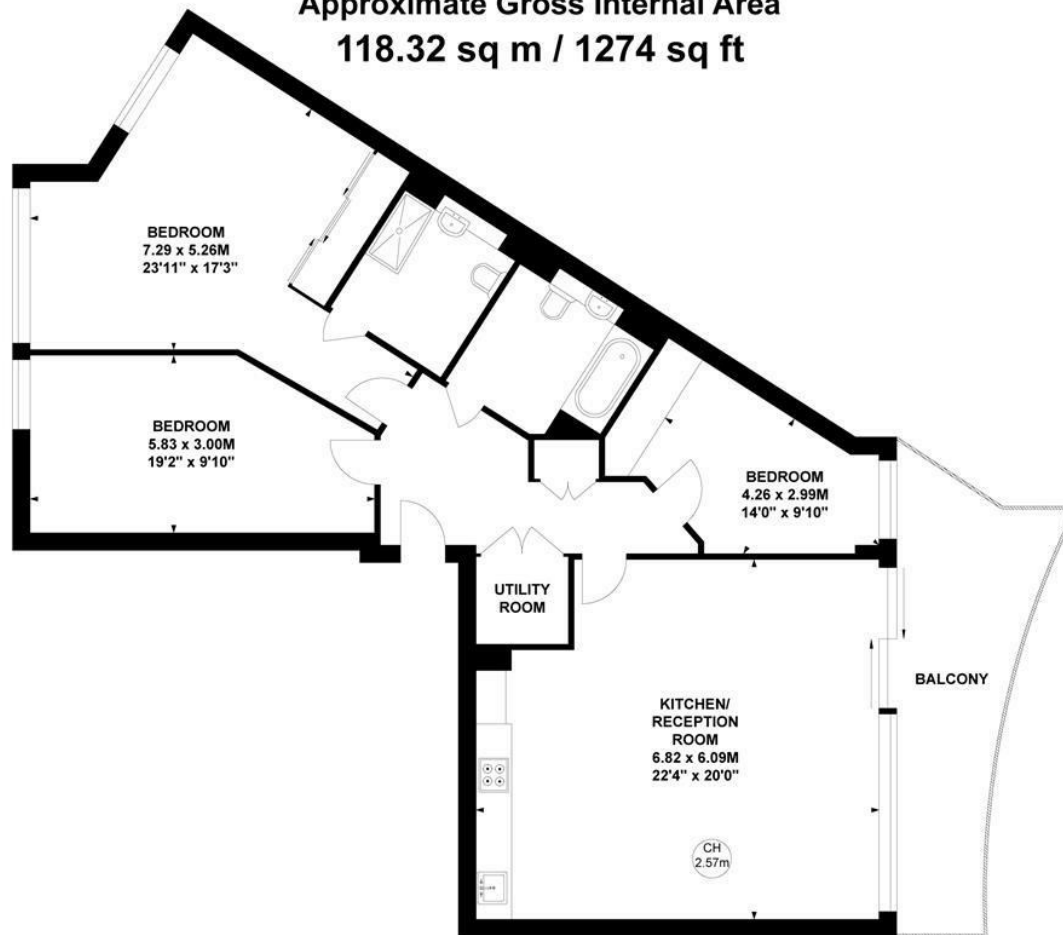 Approximate Gross Internal Area
118.32 sq m / 1274 sq ft
BEDROOM
7.29 x 5.26M
23'11" x 17'3"
BEDROOM
5.83 x 3.00M
19'2" x 9'10"
BEDROOM
4.26 x 2.99M
14'0" x 9'10"
UTILITY
ROOM
KITCHEN/
RECEPTION
ROOM
6.82 x 6.09M
22'4" x 20'0"
BALCONY
CH
2.57m